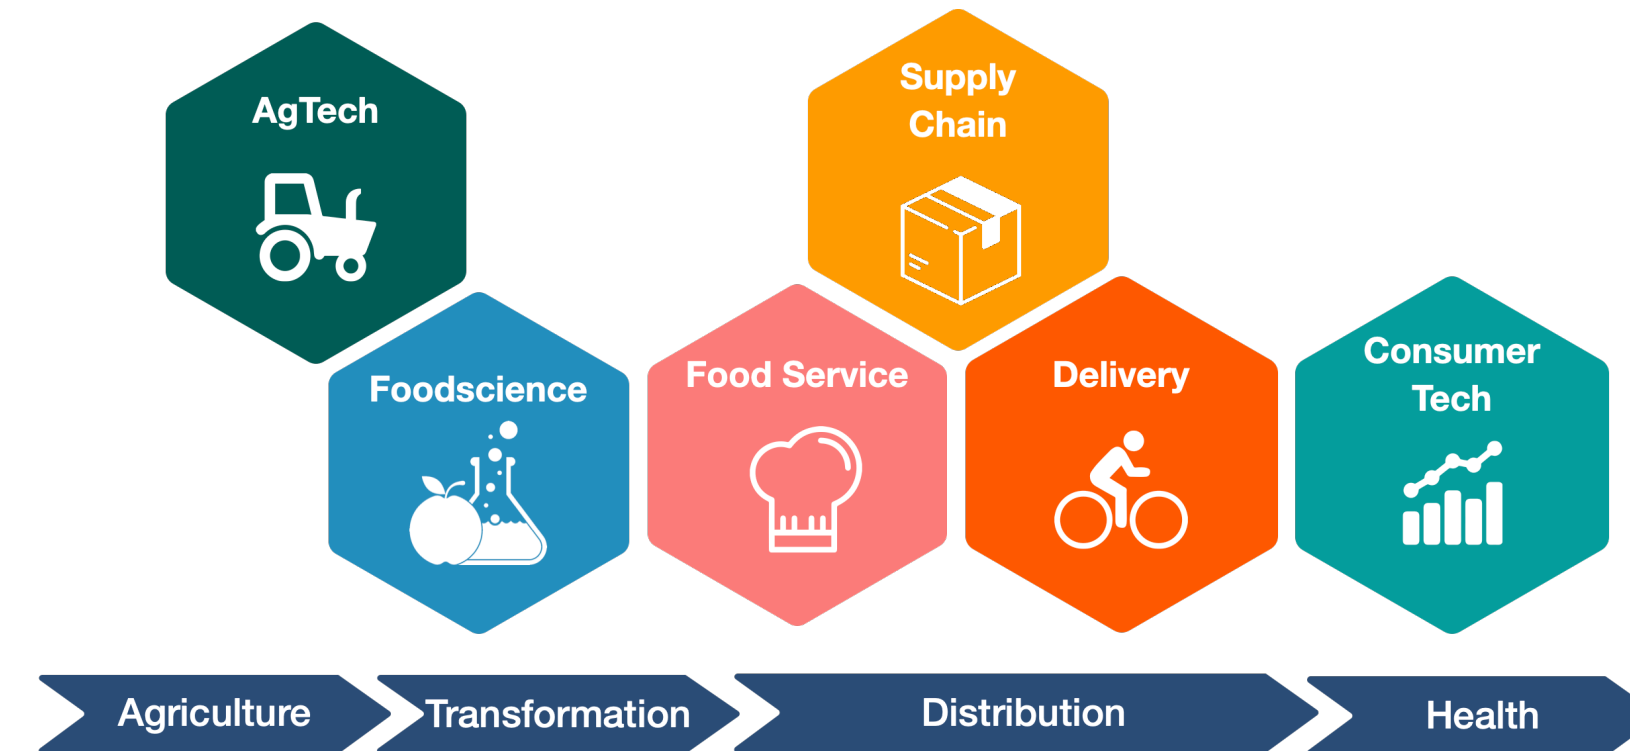 AgTech
Supply
Chain
Foodscience
Food Service
Delivery
Consumer
Tech
Agriculture
Transformation
Distribution
Health